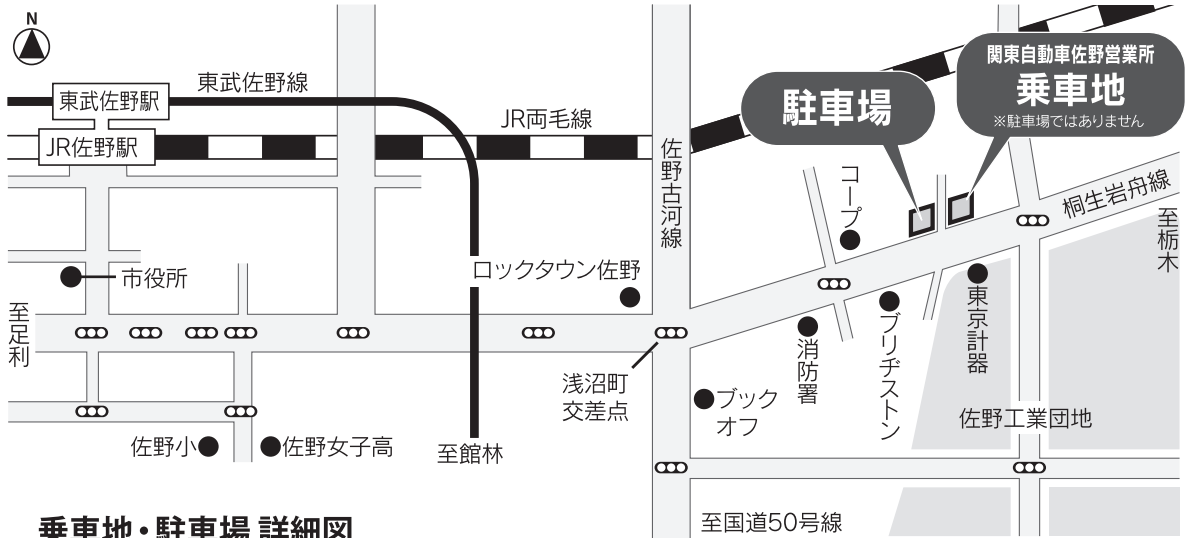 N
東武佐野駅
東武佐野線
JR佐野駅
JR両毛線
佐野古河線
駐車場
関東自動車佐野営業所
乗車地
※駐車場ではありません
コープ
桐生岩舟線
至栃木
市役所
ロックタウン佐野
至足利
浅沼町
交差点
消防署
ブリヂストン
東京計器
ブック
オフ
佐野工業団地
佐野小
佐野女子高
至館林
至国道50号線
乗車地・駐車場 詳細図